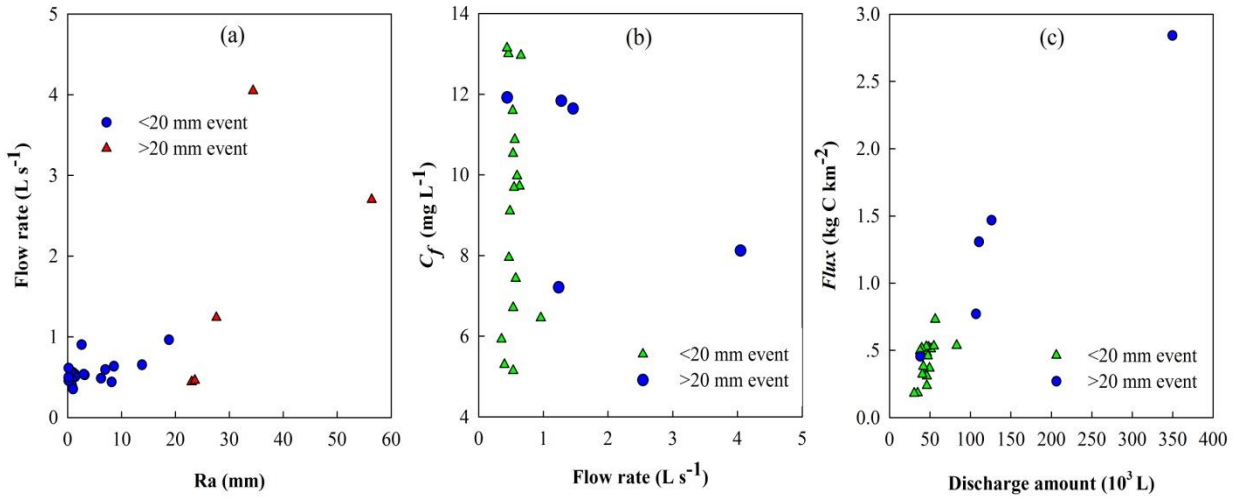 (a)
Flow rate (L s-1)
5
4
3
2
1
0
<20 mm event
>20 mm event
0 10 20 30 40 50 60
Ra (mm)
(b)
Cf (mg L-1)
14
12
10
8
6
4
<20 mm event
>20 mm event
0 1 2 3 4 5
Flow rate (L s-1)
(c)
Flux (kg C km-2)
3.0
2.5
2.0
1.5
1.0
.5
0.0
<20 mm event
>20 mm event
0 50 100 150 200 250 300 350 400
Discharge amount (103 L)